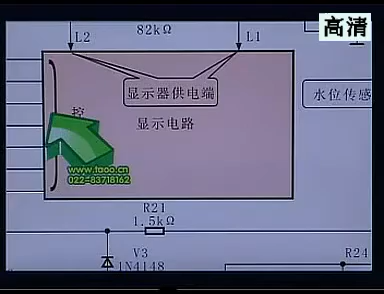 高清
82kΩ
L2
L1
显示器供电端
水位传感
控
显示电路
www.taoo.cn
022-83718162
R21
1.5kΩ
V3
1N4148
R24